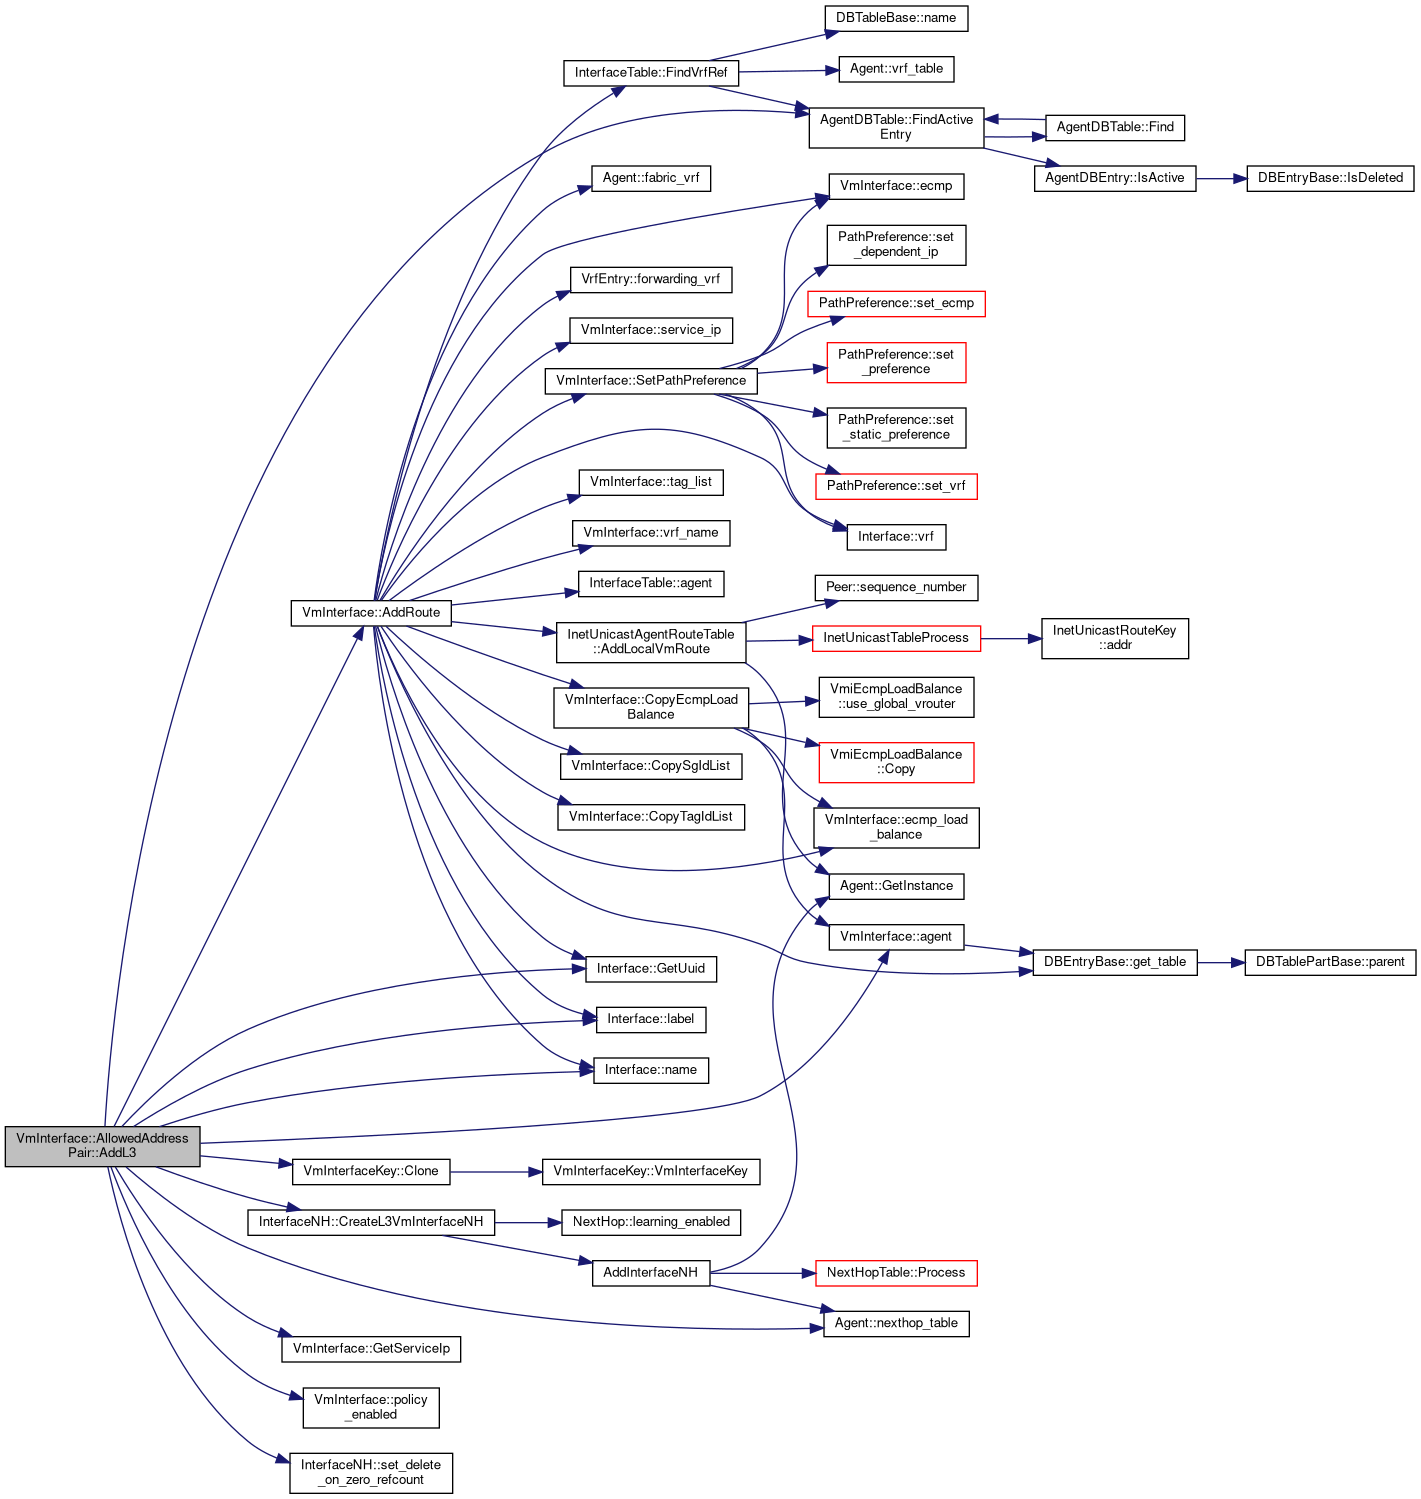 DBTableBase::name
InterfaceTable::FindVrfRef
Agent::vrf_table
AgentDBTable::FindActive
Entry
AgentDBTable::Find
AgentDBEntry::IsActive
DBEntryBase::IsDeleted
Agent::fabric_vrf
VmInterface::ecmp
PathPreference::set
_dependent_ip
VrfEntry::forwarding_vrf
PathPreference::set_ecmp
VmInterface::service_ip
PathPreference::set
_preference
VmInterface::SetPathPreference
PathPreference::set
_static_preference
VmInterface::tag_list
PathPreference::set_vrf
VmInterface::vrf_name
Interface::vrf
InterfaceTable::agent
Peer::sequence_number
VmInterface::AddRoute
InetUnicastAgentRouteTable
::AddLocalVmRoute
InetUnicastTableProcess
InetUnicastRouteKey
::addr
VmInterface::CopyEcmpLoad
Balance
VmiEcmpLoadBalance
::use_global_vrouter
VmInterface::CopySgIdList
VmiEcmpLoadBalance
::Copy
VmInterface::CopyTagIdList
VmInterface::ecmp_load
_balance
Agent::GetInstance
VmInterface::agent
Interface::GetUuid
DBEntryBase::get_table
DBTablePartBase::parent
Interface::label
Interface::name
VmInterface::AllowedAddress
Pair::AddL3
VmInterfaceKey::Clone
VmInterfaceKey::VmInterfaceKey
InterfaceNH::CreateL3VmInterfaceNH
NextHop::learning_enabled
AddInterfaceNH
NextHopTable::Process
Agent::nexthop_table
VmInterface::GetServiceIp
VmInterface::policy
_enabled
InterfaceNH::set_delete
_on_zero_refcount